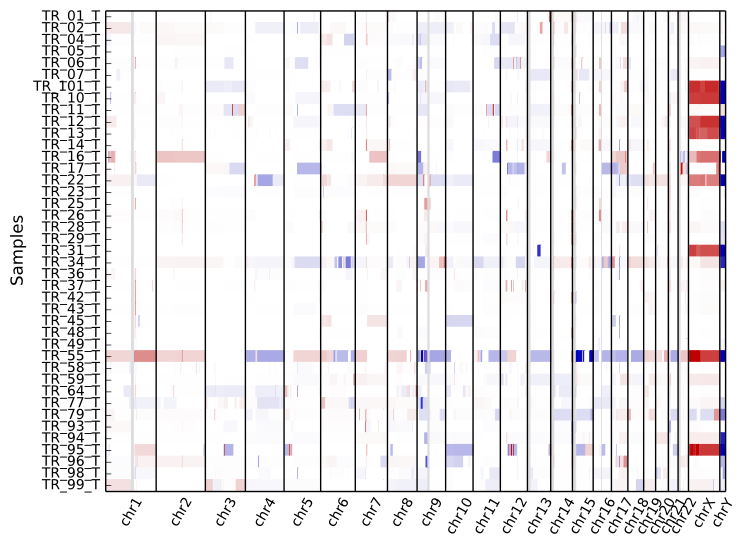 Samples
TR_01_T
TR_02_T
TR_04_T
TR_05_T
TR_06_T
TR_07_T
TR_101_T
TR_10_T
TR_11_T
TR_12_T
TR_13_T
TR_14_T
TR_16_T
TR_17_T
TR_22_T
TR_23_T
TR_25_T
TR_26_T
TR_28_T
TR_29_T
TR_31_T
TR_34_T
TR_36_T
TR_37_T
TR_42_T
TR_43_T
TR_45_T
TR_48_T
TR_49_T
TR_55_T
TR_58_T
TR_59_T
TR_64_T
TR_77_T
TR_79_T
TR_93_T
TR_94_T
TR_95_T
TR_96_T
TR_98_T
TR_99_T
chr1 chr2 chr3 chr4 chr5 chr6 chr7 chr8 chr9 chr10 chr11 chr12 chr13 chr14 chr15 chr16 chr17 chr18 chr19 chr20 chr21 chr22 chrX chrY